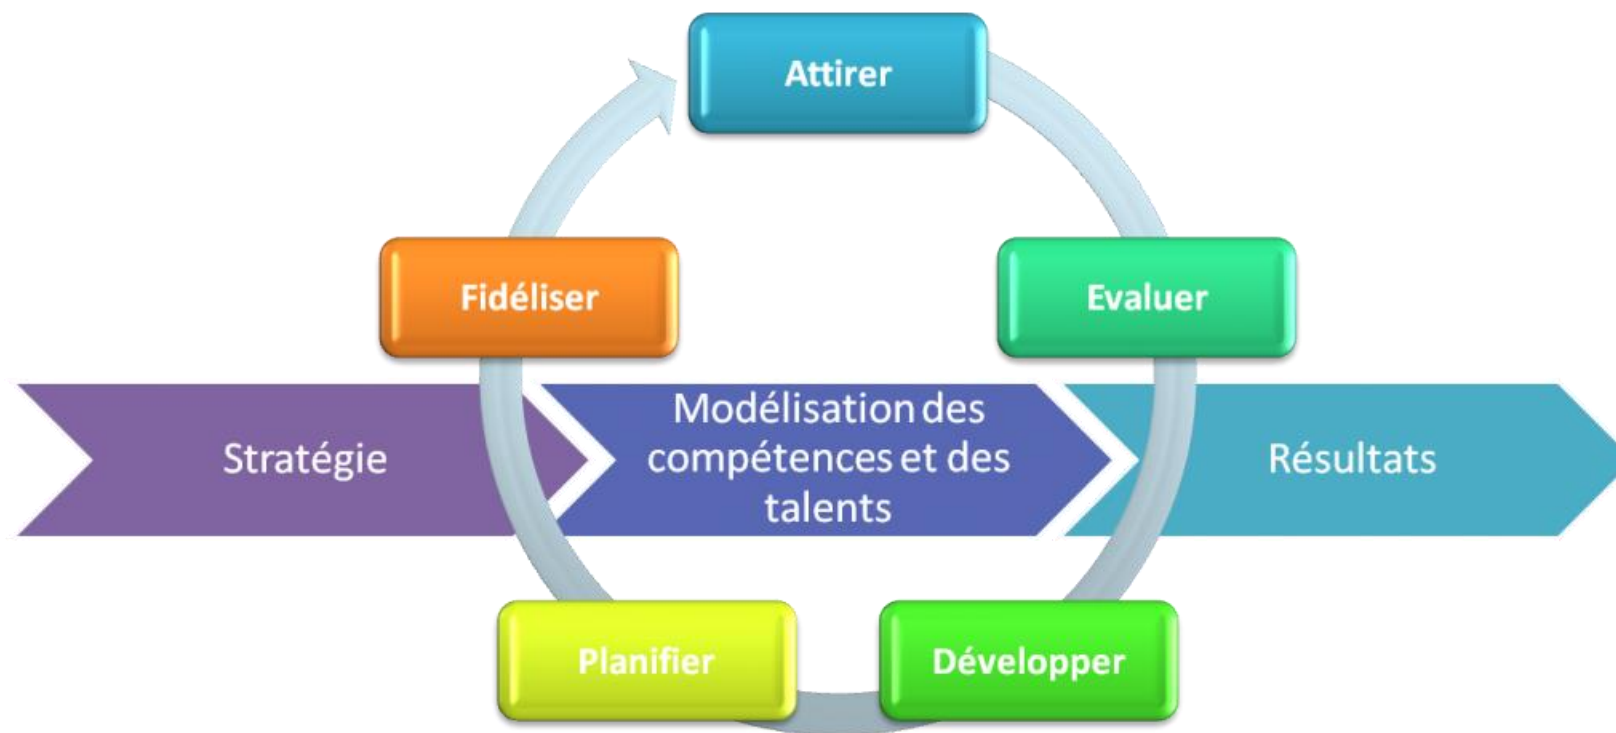 Attirer
Fidéliser
Evaluer
Stratégie
Modélisation des
compétences et des
talents
Résultats
Planifier
Développer